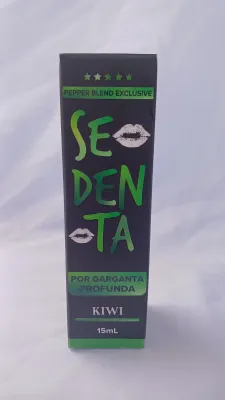 PEPPER BLEND EXCLUSIVE
SE
DEN
TA
POR GARGANTA
PROFUNDA
KIWI
15mL